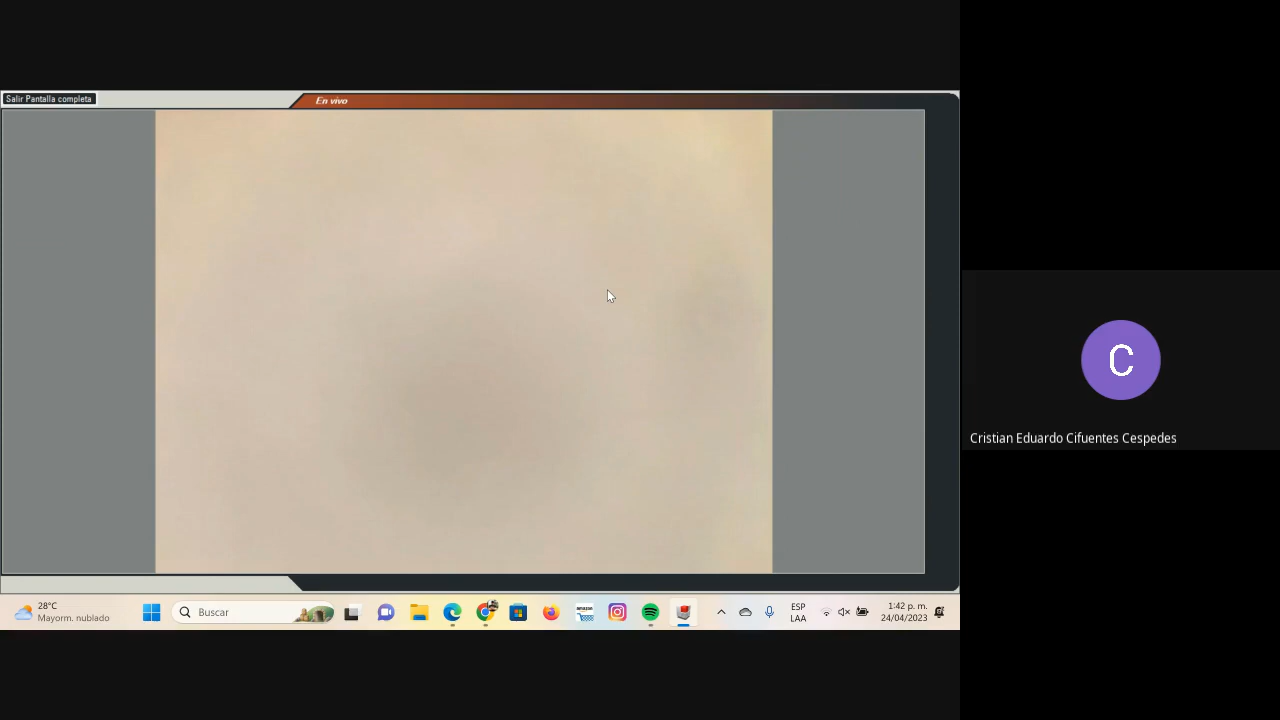 Salir Pantalla completa
En vivo
C
Cristian Eduardo Cifuentes Cespedes
28°C
Mayorm. nublado
Buscar
amazon
ESP
LAA
1:42 p. m.
24/04/2023